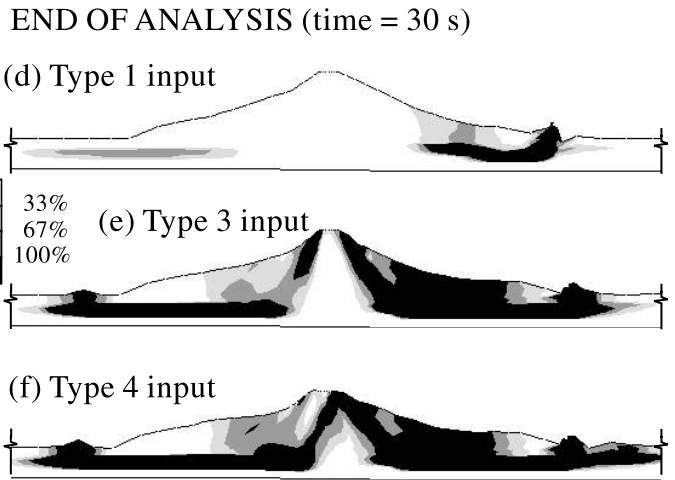 END OF ANALYSIS (time = 30 s)
(d) Type 1 input
33%
67%
100%
(e) Type 3 input
(f) Type 4 input